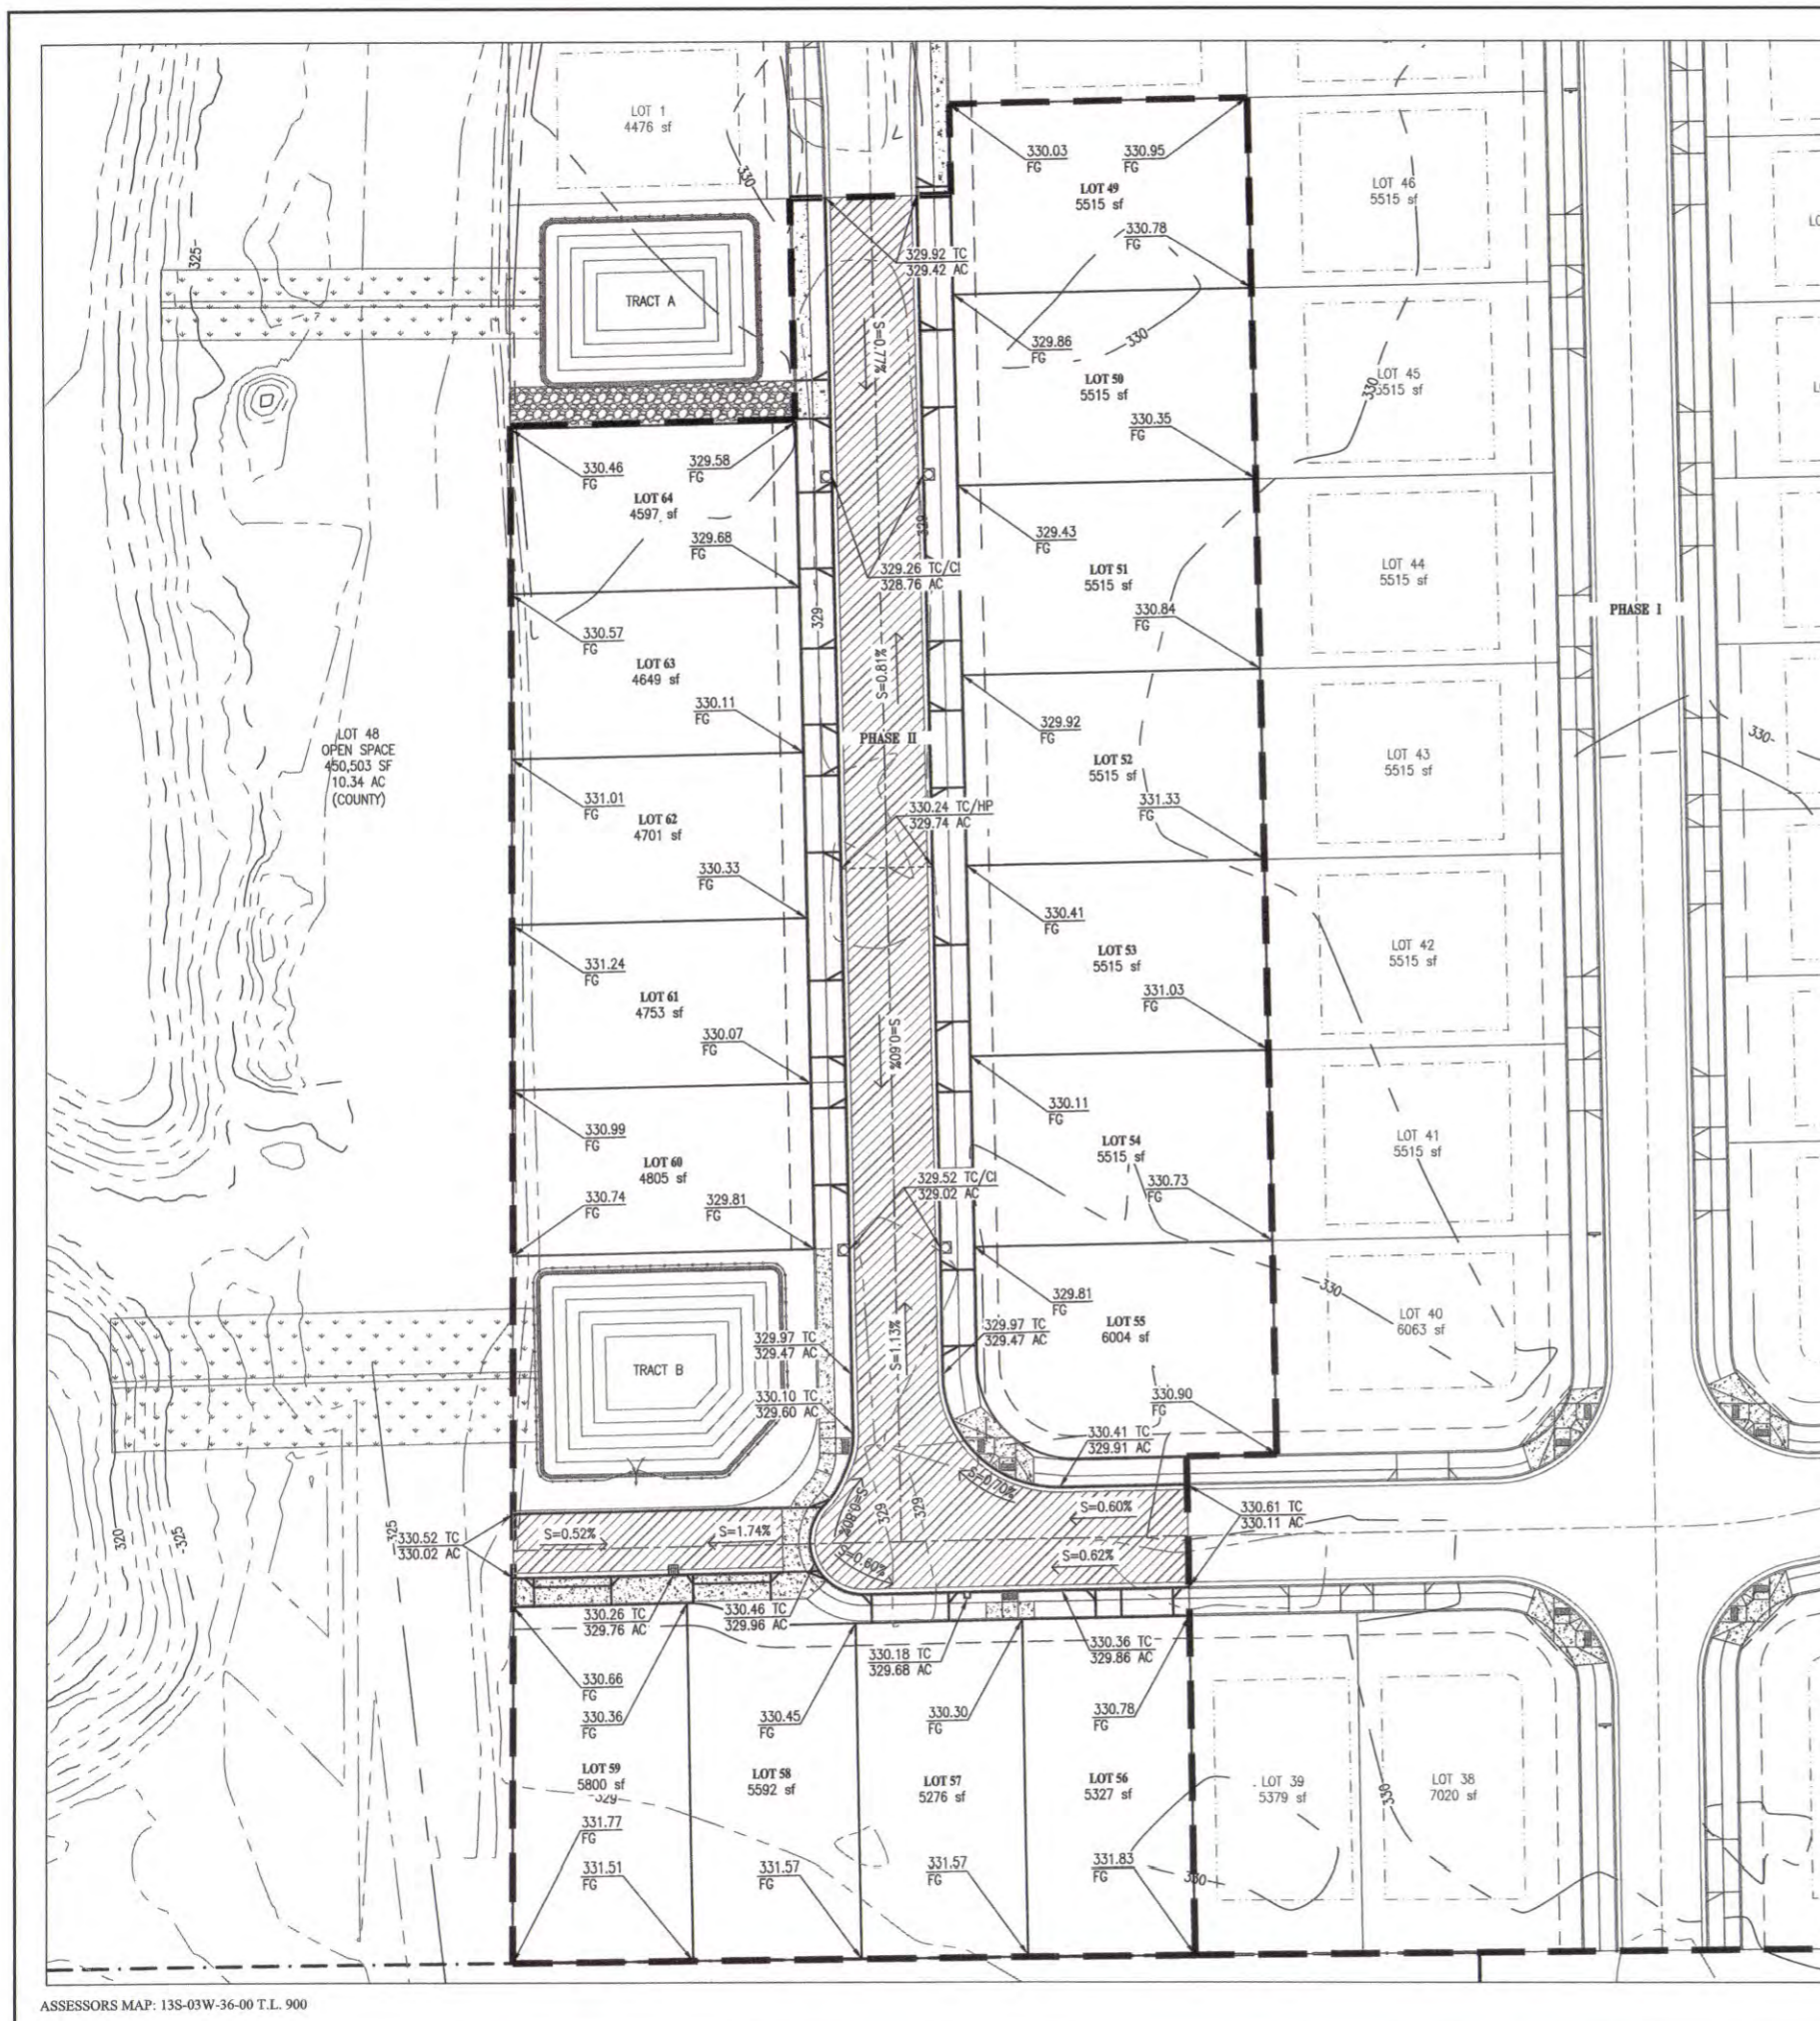 LOT 1
4476 sf
330
330.03
FG
330.95
FG
LOT 49
5515 sf
330.78
FG
LOT 46
5515 sf
325
TRACT A
329.92 TC
329.42 AC
S=0.77%
329.86
FG
330
LOT 50
5515 sf
330.35
FG
LOT 45
5515 sf
330
330.46
FG
329.58
FG
LOT 64
4597 sf
329.68
FG
329
329.43
FG
329.26 TC/CI
328.76 AC
LOT 51
5515 sf
330.84
FG
LOT 44
5515 sf
PHASE I
329
330.57
FG
LOT 63
4649 sf
S=0.81%
330.11
FG
PHASE II
329.92
FG
LOT 52
5515 sf
LOT 43
5515 sf
330
LOT 48
OPEN SPACE
450,503 SF
10.34 AC
(COUNTY)
331.01
FG
LOT 62
4701 sf
330.24 TC/HP
329.74 AC
331.33
FG
330.33
FG
330.41
FG
LOT 53
5515 sf
LOT 42
5515 sf
331.24
FG
LOT 61
4753 sf
331.03
FG
330.07
FG
S=0.60%
330.11
FG
330.99
FG
LOT 60
4805 sf
LOT 54
5515 sf
LOT 41
5515 sf
330.74
FG
329.81
FG
329.52 TC/CI
329.02 AC
330.73
FG
330
329.81
FG
LOT 55
6004 sf
LOT 40
6063 sf
329.97 TC
329.47 AC
S=1.13%
329.97 TC
329.47 AC
TRACT B
330.10 TC
329.60 AC
330.90
FG
330.41 TC
329.91 AC
S=0.70%
S=0.80%
329
329
S=0.60%
330.61 TC
330.11 AC
320
325
325
330.52 TC
330.02 AC
S=0.52%
S=1.74%
S=0.60%
S=0.62%
330.26 TC
329.76 AC
330.46 TC
329.96 AC
330.18 TC
329.68 AC
330.36 TC
329.86 AC
330.66
FG
330.36
FG
330.45
FG
330.30
FG
330.78
FG
LOT 59
5800 sf
329
LOT 58
5592 sf
LOT 57
5276 sf
LOT 56
5327 sf
LOT 39
5379 sf
LOT 38
7020 sf
330
331.77
FG
331.51
FG
331.57
FG
331.57
FG
331.83
FG
330
ASSESSORS MAP: 13S-03W-36-00 T.L. 900